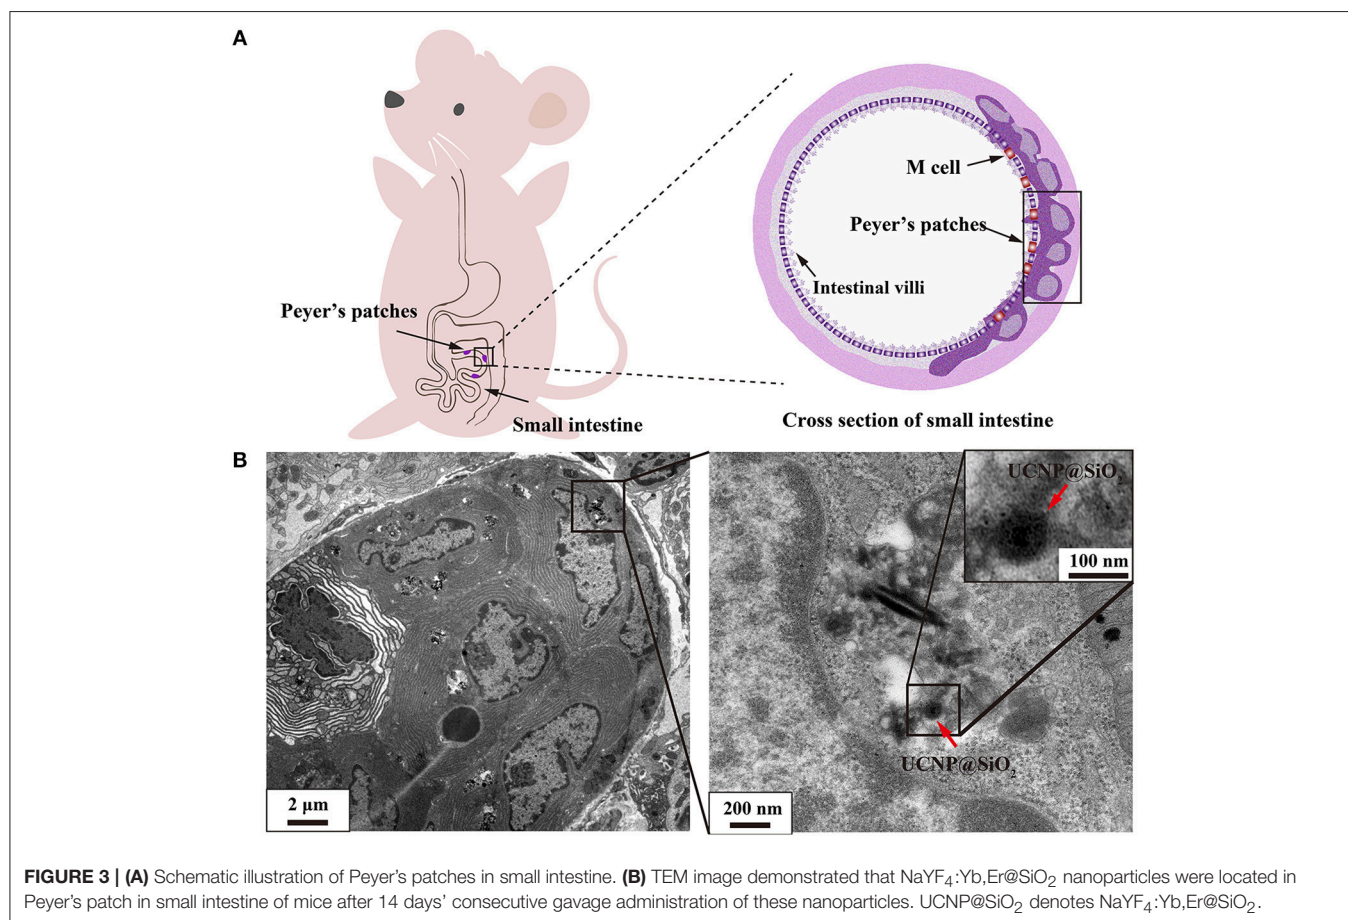 A
M cell
Peyer's patches
Intestinal villi
Peyer's patches
Small intestine
Cross section of small intestine
B
UCNP@SiO₂
100 nm
UCNP@SiO₂
2 μm
200 nm
FIGURE 3 | (A) Schematic illustration of Peyer's patches in small intestine. (B) TEM image demonstrated that NaYF₄:Yb,Er@SiO₂ nanoparticles were located in
Peyer's patch in small intestine of mice after 14 days' consecutive gavage administration of these nanoparticles. UCNP@SiO₂ denotes NaYF₄:Yb,Er@SiO₂.